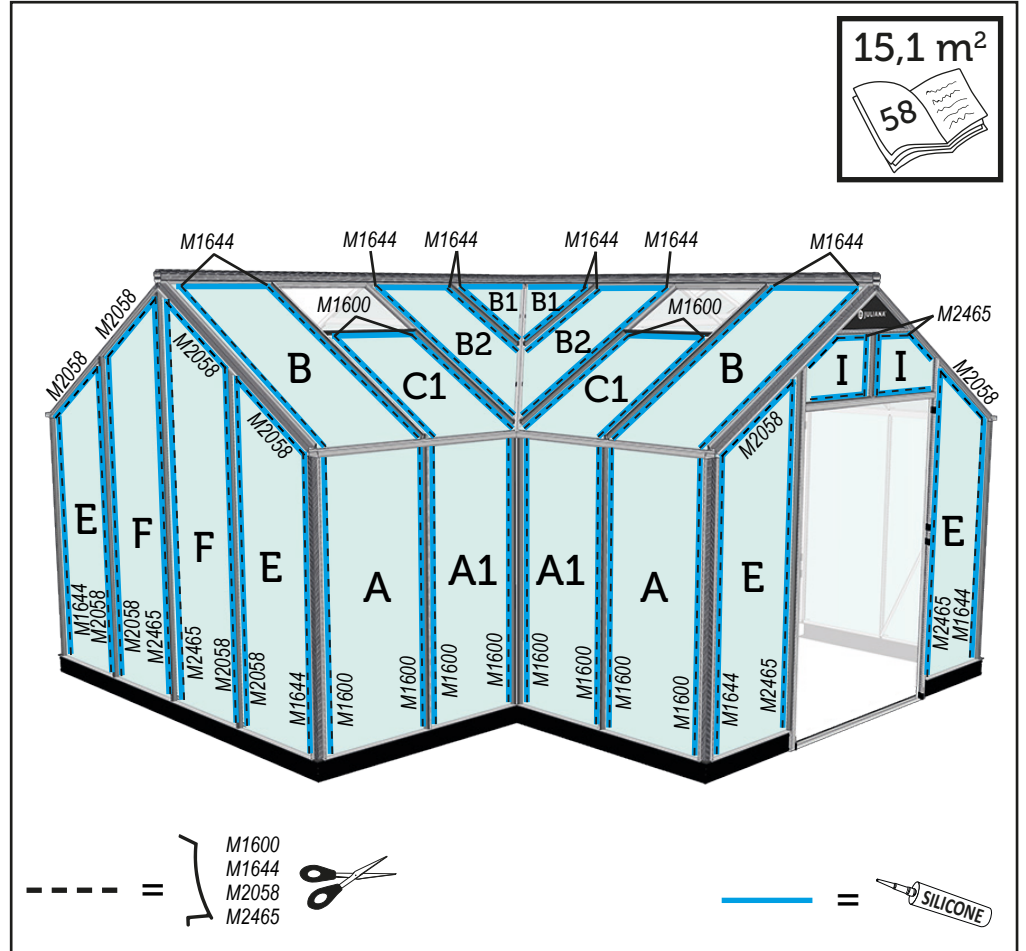 15,1 m²
58
M1644 M1644 M1644 M1644 M1644 M1644
M1600 M1600
B1 B1
JULIANA
M2465
M2058 M2058
M2058 M2058
B B2 B2 B
I I
M2058
C1 C1
M2058 M2058
E F F E A A1 A1 A E E
M1644 M2058
M2058 M2465
M2465 M2058
M2058 M1644
M1600 M1600
M1600 M1600
M1600 M1600
M1600 M1600
M1644 M2465
M2465 M1644
= M1600
M1644
M2058
M2465
= SILICONE